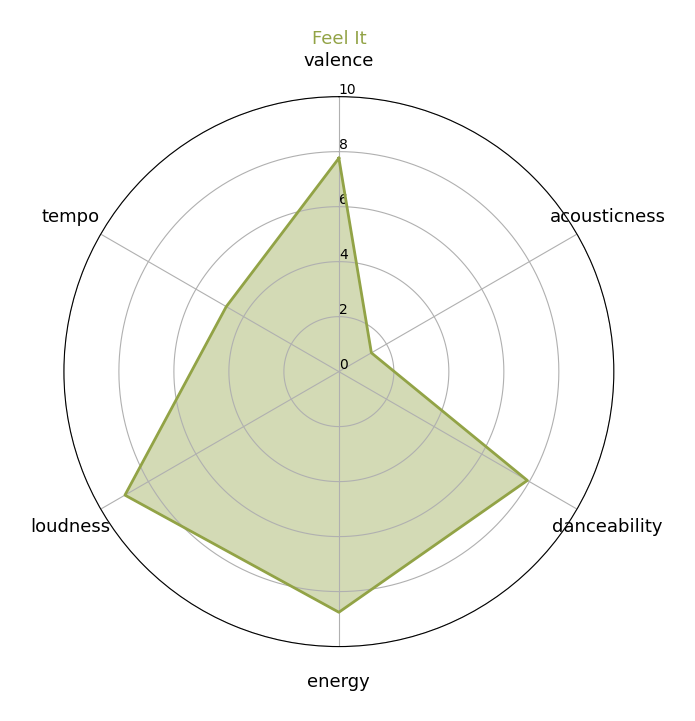 Feel It
valence
10
8
6
4
2
0
tempo
acousticness
loudness
danceability
energy